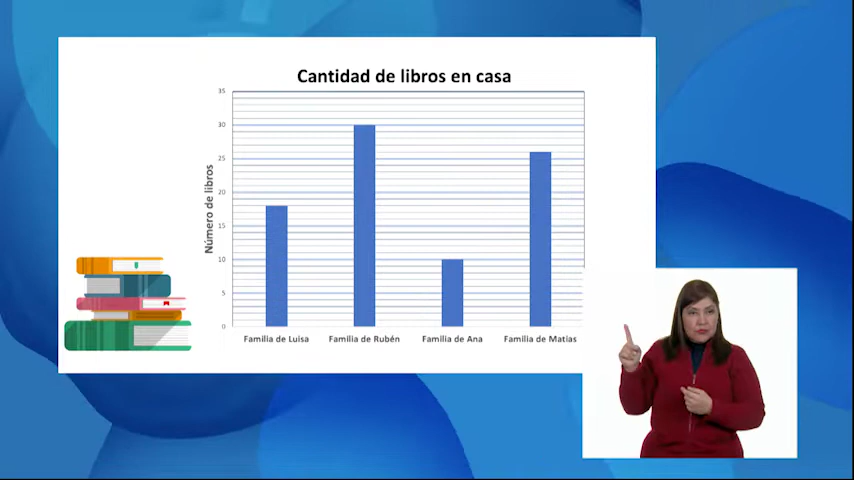 Cantidad de libros en casa
Número de libros
35
30
25
20
15
10
5
0
Familia de Luisa
Familia de Rubén
Familia de Ana
Familia de Matías